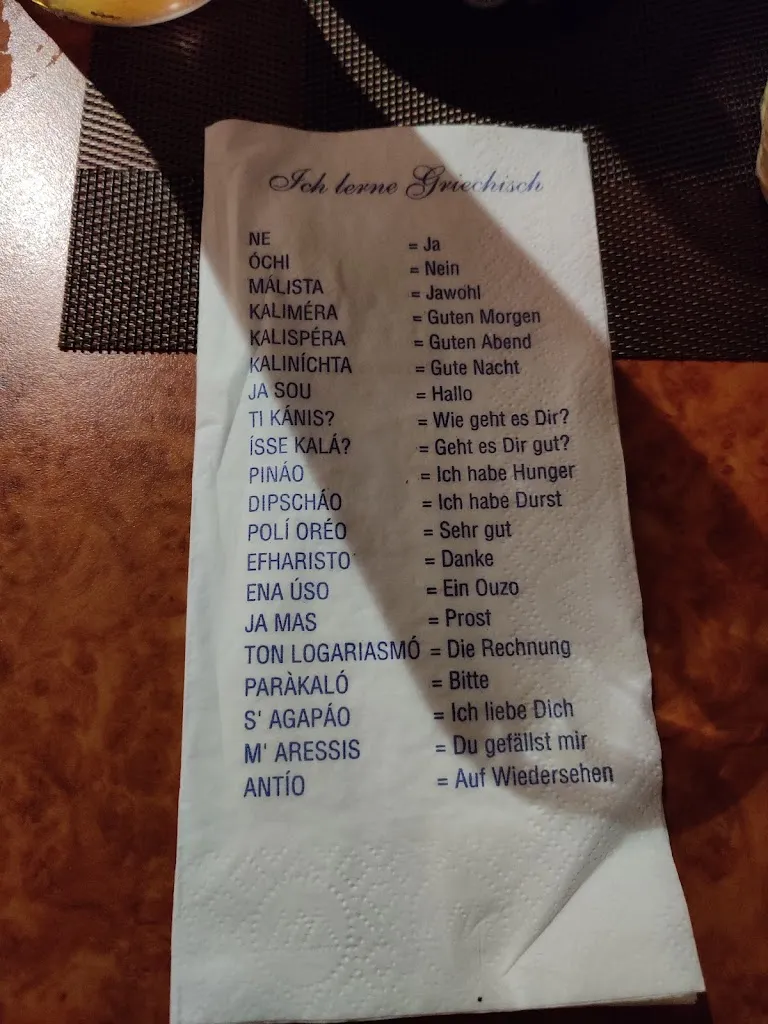 Ich lerne Griechisch
NE = Ja
ÓCHI = Nein
MÁLISTA = Jawohl
KALIMÉRA = Guten Morgen
KALISPÉRA = Guten Abend
KALINÍCHTA = Gute Nacht
JA SOU = Hallo
TI KÁNIS? = Wie geht es Dir?
ÍSSE KALÁ? = Geht es Dir gut?
PINÁO = Ich habe Hunger
DIPSCHÁO = Ich habe Durst
POLÍ ORÉO = Sehr gut
EFHARISTO = Danke
ENA ÚSO = Ein Ouzo
JA MAS = Prost
TON LOGARIASMÓ = Die Rechnung
PARÀKALÓ = Bitte
S' AGAPÁO = Ich liebe Dich
M' ARESSIS = Du gefällst mir
ANTÍO = Auf Wiedersehen